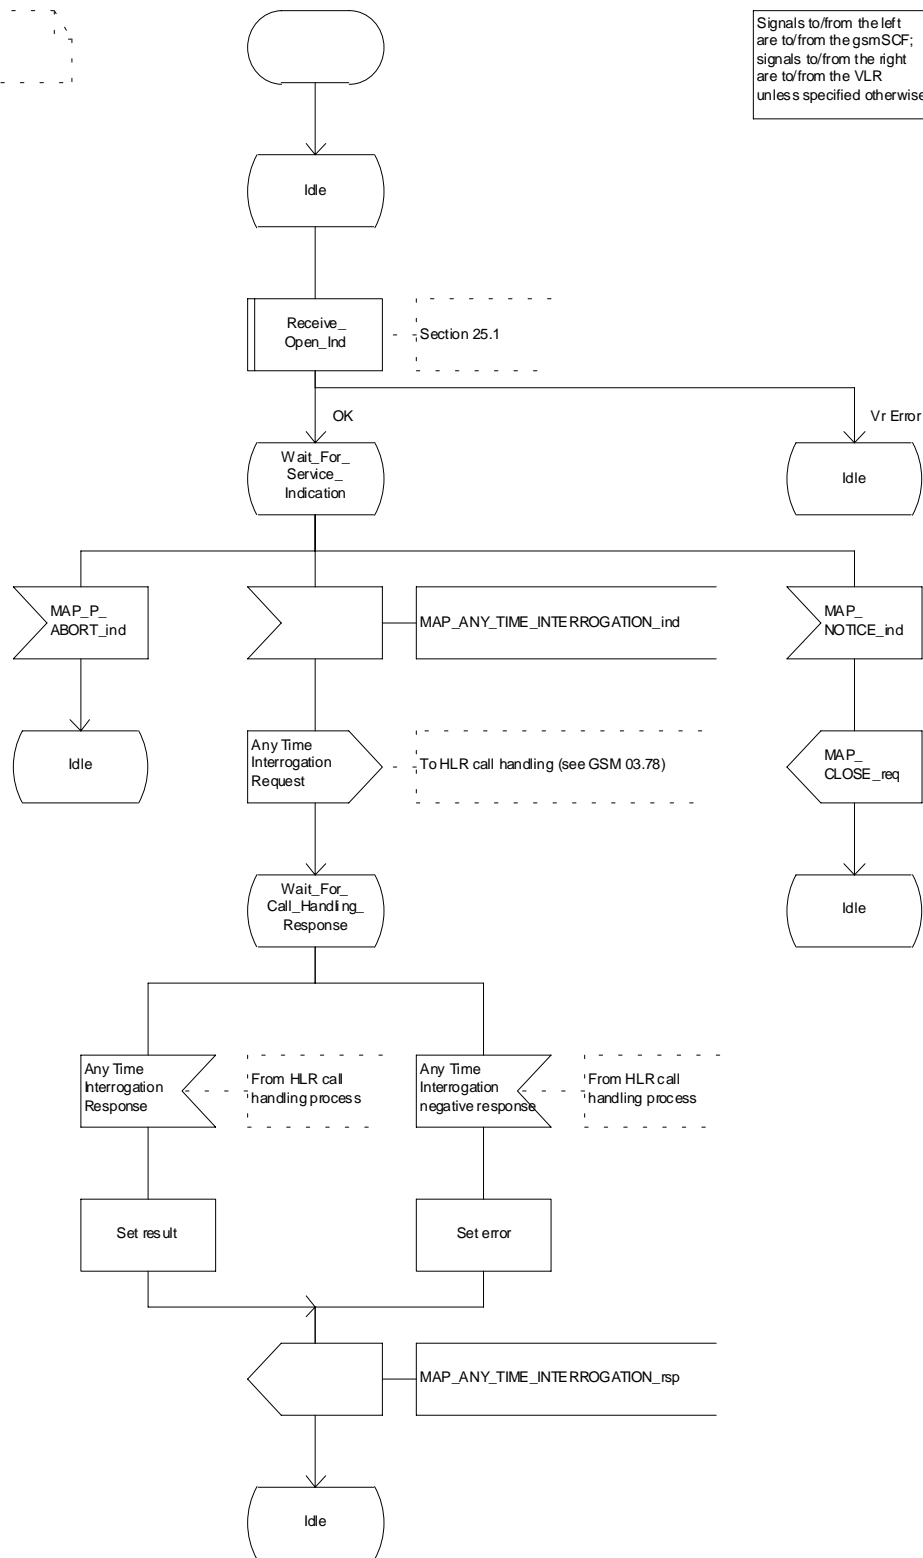 Signals to/from the left
are to/from the gsmSCF;
signals to/from the right
are to/from the VLR
unless specified otherwise
Idle
Receive_
Open_Ind
Section 25.1
OK
Vr Error
Wait_For_
Service_
Indication
Idle
MAP_P_
ABORT_ind
MAP_ANY_TIME_INTERROGATION_ind
MAP_
NOTICE_ind
Idle
Any Time
Interrogation
Request
To HLR call handling (see GSM 03.78)
MAP_
CLOSE_req
Wait_For_
Call_Handling_
Response
Idle
Any Time
Interrogation
Response
From HLR call
handling process
Any Time
Interrogation
negative response
From HLR call
handling process
Set result
Set error
MAP_ANY_TIME_INTERROGATION_rsp
Idle